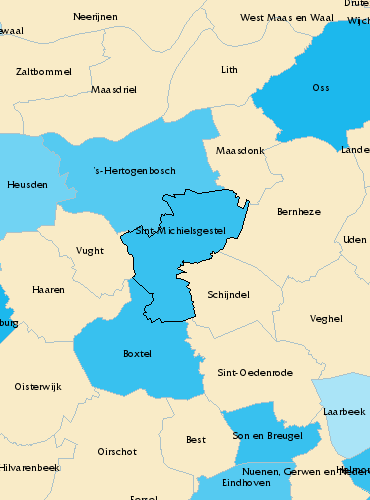 Drute
Neerijnen
West Maas en Waal
Wijch
ewaal
Zaltbommel
Lith
Maasdriel
Oss
Maasdonk
Lande
's-Hertogenbosch
Heusden
Bernheze
Sint-Michielsgestel
Uden
Vught
Haaren
Schijndel
Veghel
burg
Boxtel
Sint-Oedenrode
Oisterwijk
Laarbeek
Son en Breugel
Best
Oirschot
Hilvarenbeek
Nuenen, Gerwen en Neder
Helmo
Eindhoven
Eersel